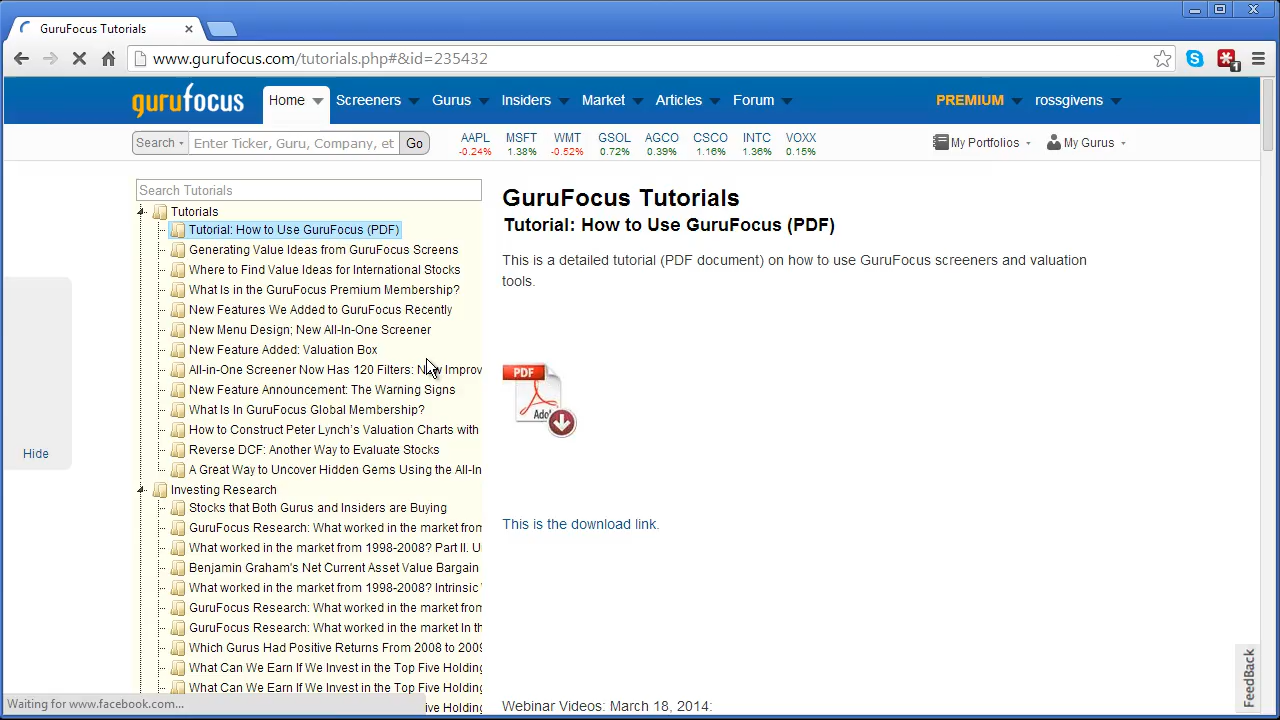 GuruFocus Tutorials
www.gurufocus.com/tutorials.php#&id=235432
1
gurufocus
Home Screeners Gurus Insiders Market Articles Forum PREMIUM rossgivens
Search Enter Ticker, Guru, Company, et Go
AAPL MSFT WMT GSOL AGCO CSCO INTC VOXX
-0.24% 1.38% -0.52% 0.72% 0.39% 1.16% 1.36% 0.15%
My Portfolios My Gurus
Search Tutorials
Tutorials
Tutorial: How to Use GuruFocus (PDF)
Generating Value Ideas from GuruFocus Screens
Where to Find Value Ideas for International Stocks
What Is in the GuruFocus Premium Membership?
New Features We Added to GuruFocus Recently
New Menu Design; New All-In-One Screener
New Feature Added: Valuation Box
All-in-One Screener Now Has 120 Filters: New Improv
New Feature Announcement: The Warning Signs
What Is In GuruFocus Global Membership?
How to Construct Peter Lynch's Valuation Charts with
Reverse DCF: Another Way to Evaluate Stocks
A Great Way to Uncover Hidden Gems Using the All-In
Investing Research
Stocks that Both Gurus and Insiders are Buying
GuruFocus Research: What worked in the market from
What worked in the market from 1998-2008? Part II. U
Benjamin Graham's Net Current Asset Value Bargain
What worked in the market from 1998-2008? Intrinsic
GuruFocus Research: What worked in the market from
GuruFocus Research: What worked in the market In th
Which Gurus Had Positive Returns From 2008 to 2009
What Can We Earn If We Invest in the Top Five Holding
What Can We Earn If We Invest in the Top Five Holding
Holding
Hide
GuruFocus Tutorials
Tutorial: How to Use GuruFocus (PDF)
This is a detailed tutorial (PDF document) on how to use GuruFocus screeners and valuation
tools.
PDF
Adob
This is the download link.
Webinar Videos: March 18, 2014:
FeedBack
Waiting for www.facebook.com...